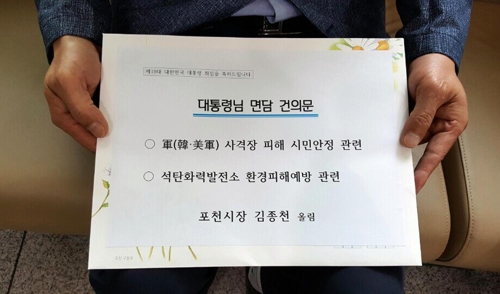 제19대 대한민국 대통령 취임을 축하드립니다
대통령님 면담 건의문
○ 軍(韓·美軍) 사격장 피해 시민안정 관련
○ 석탄화력발전소 환경피해예방 관련
포천시장 김종천 올림